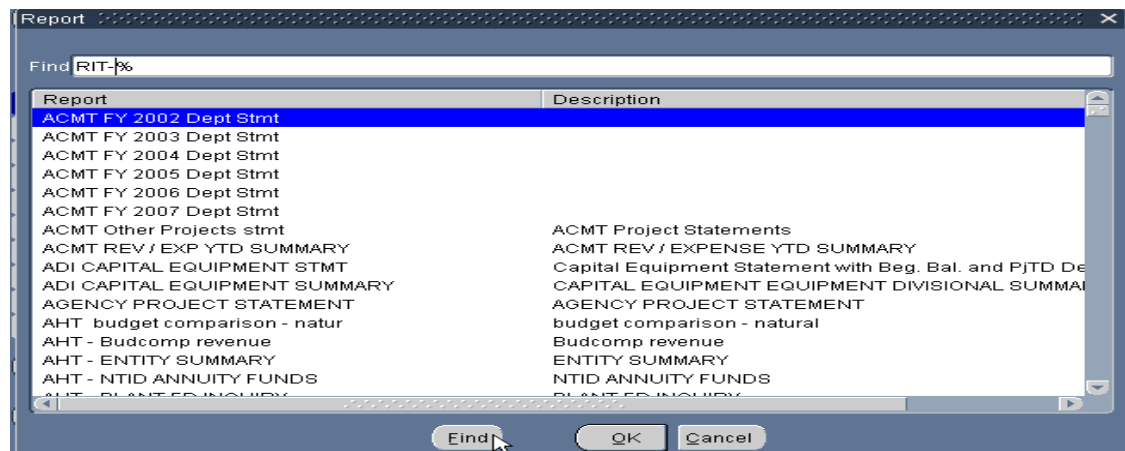 Report
Find RIT-%
Report Description
ACMT FY 2002 Dept Stmt
ACMT FY 2003 Dept Stmt
ACMT FY 2004 Dept Stmt
ACMT FY 2005 Dept Stmt
ACMT FY 2006 Dept Stmt
ACMT FY 2007 Dept Stmt
ACMT Other Projects stmt ACMT Project Statements
ACMT REV / EXP YTD SUMMARY ACMT REV / EXPENSE YTD SUMMARY
ADI CAPITAL EQUIPMENT STMT Capital Equipment Statement with Beg. Bal. and PjTD De
ADI CAPITAL EQUIPMENT SUMMARY CAPITAL EQUIPMENT EQUIPMENT DIVISIONAL SUMMAI
AGENCY PROJECT STATEMENT AGENCY PROJECT STATEMENT
AHT budget comparison - natur budget comparison - natural
AHT - Budcomp revenue Budcomp revenue
AHT - ENTITY SUMMARY ENTITY SUMMARY
AHT - NTID ANNUITY FUNDS NTID ANNUITY FUNDS
Find OK Cancel